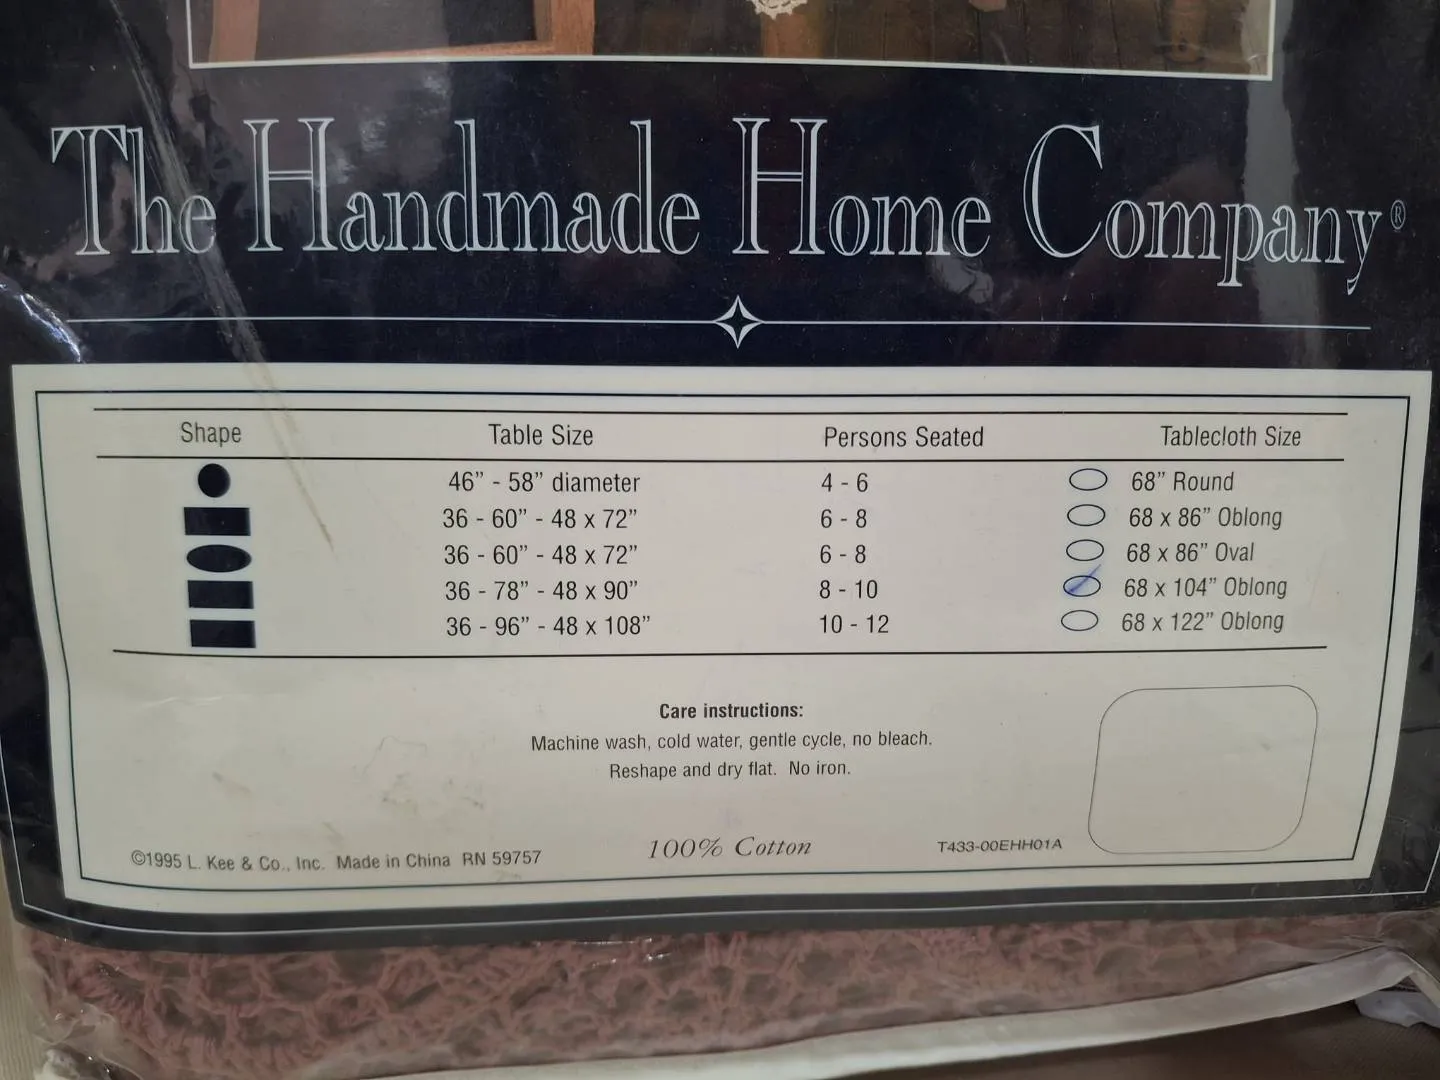 The Handmade Home Company®
Shape Table Size Persons Seated Tablecloth Size
46” - 58” diameter 4 - 6 68” Round
36 - 60” - 48 x 72” 6 - 8 68 x 86” Oblong
36 - 60” - 48 x 72” 6 - 8 68 x 86” Oval
36 - 78” - 48 x 90” 8 - 10 68 x 104” Oblong
36 - 96” - 48 x 108” 10 - 12 68 x 122” Oblong
Care instructions:
Machine wash, cold water, gentle cycle, no bleach.
Reshape and dry flat. No iron.
©1995 L. Kee & Co., Inc. Made in China RN 59757 100% Cotton T433-00EHH01A